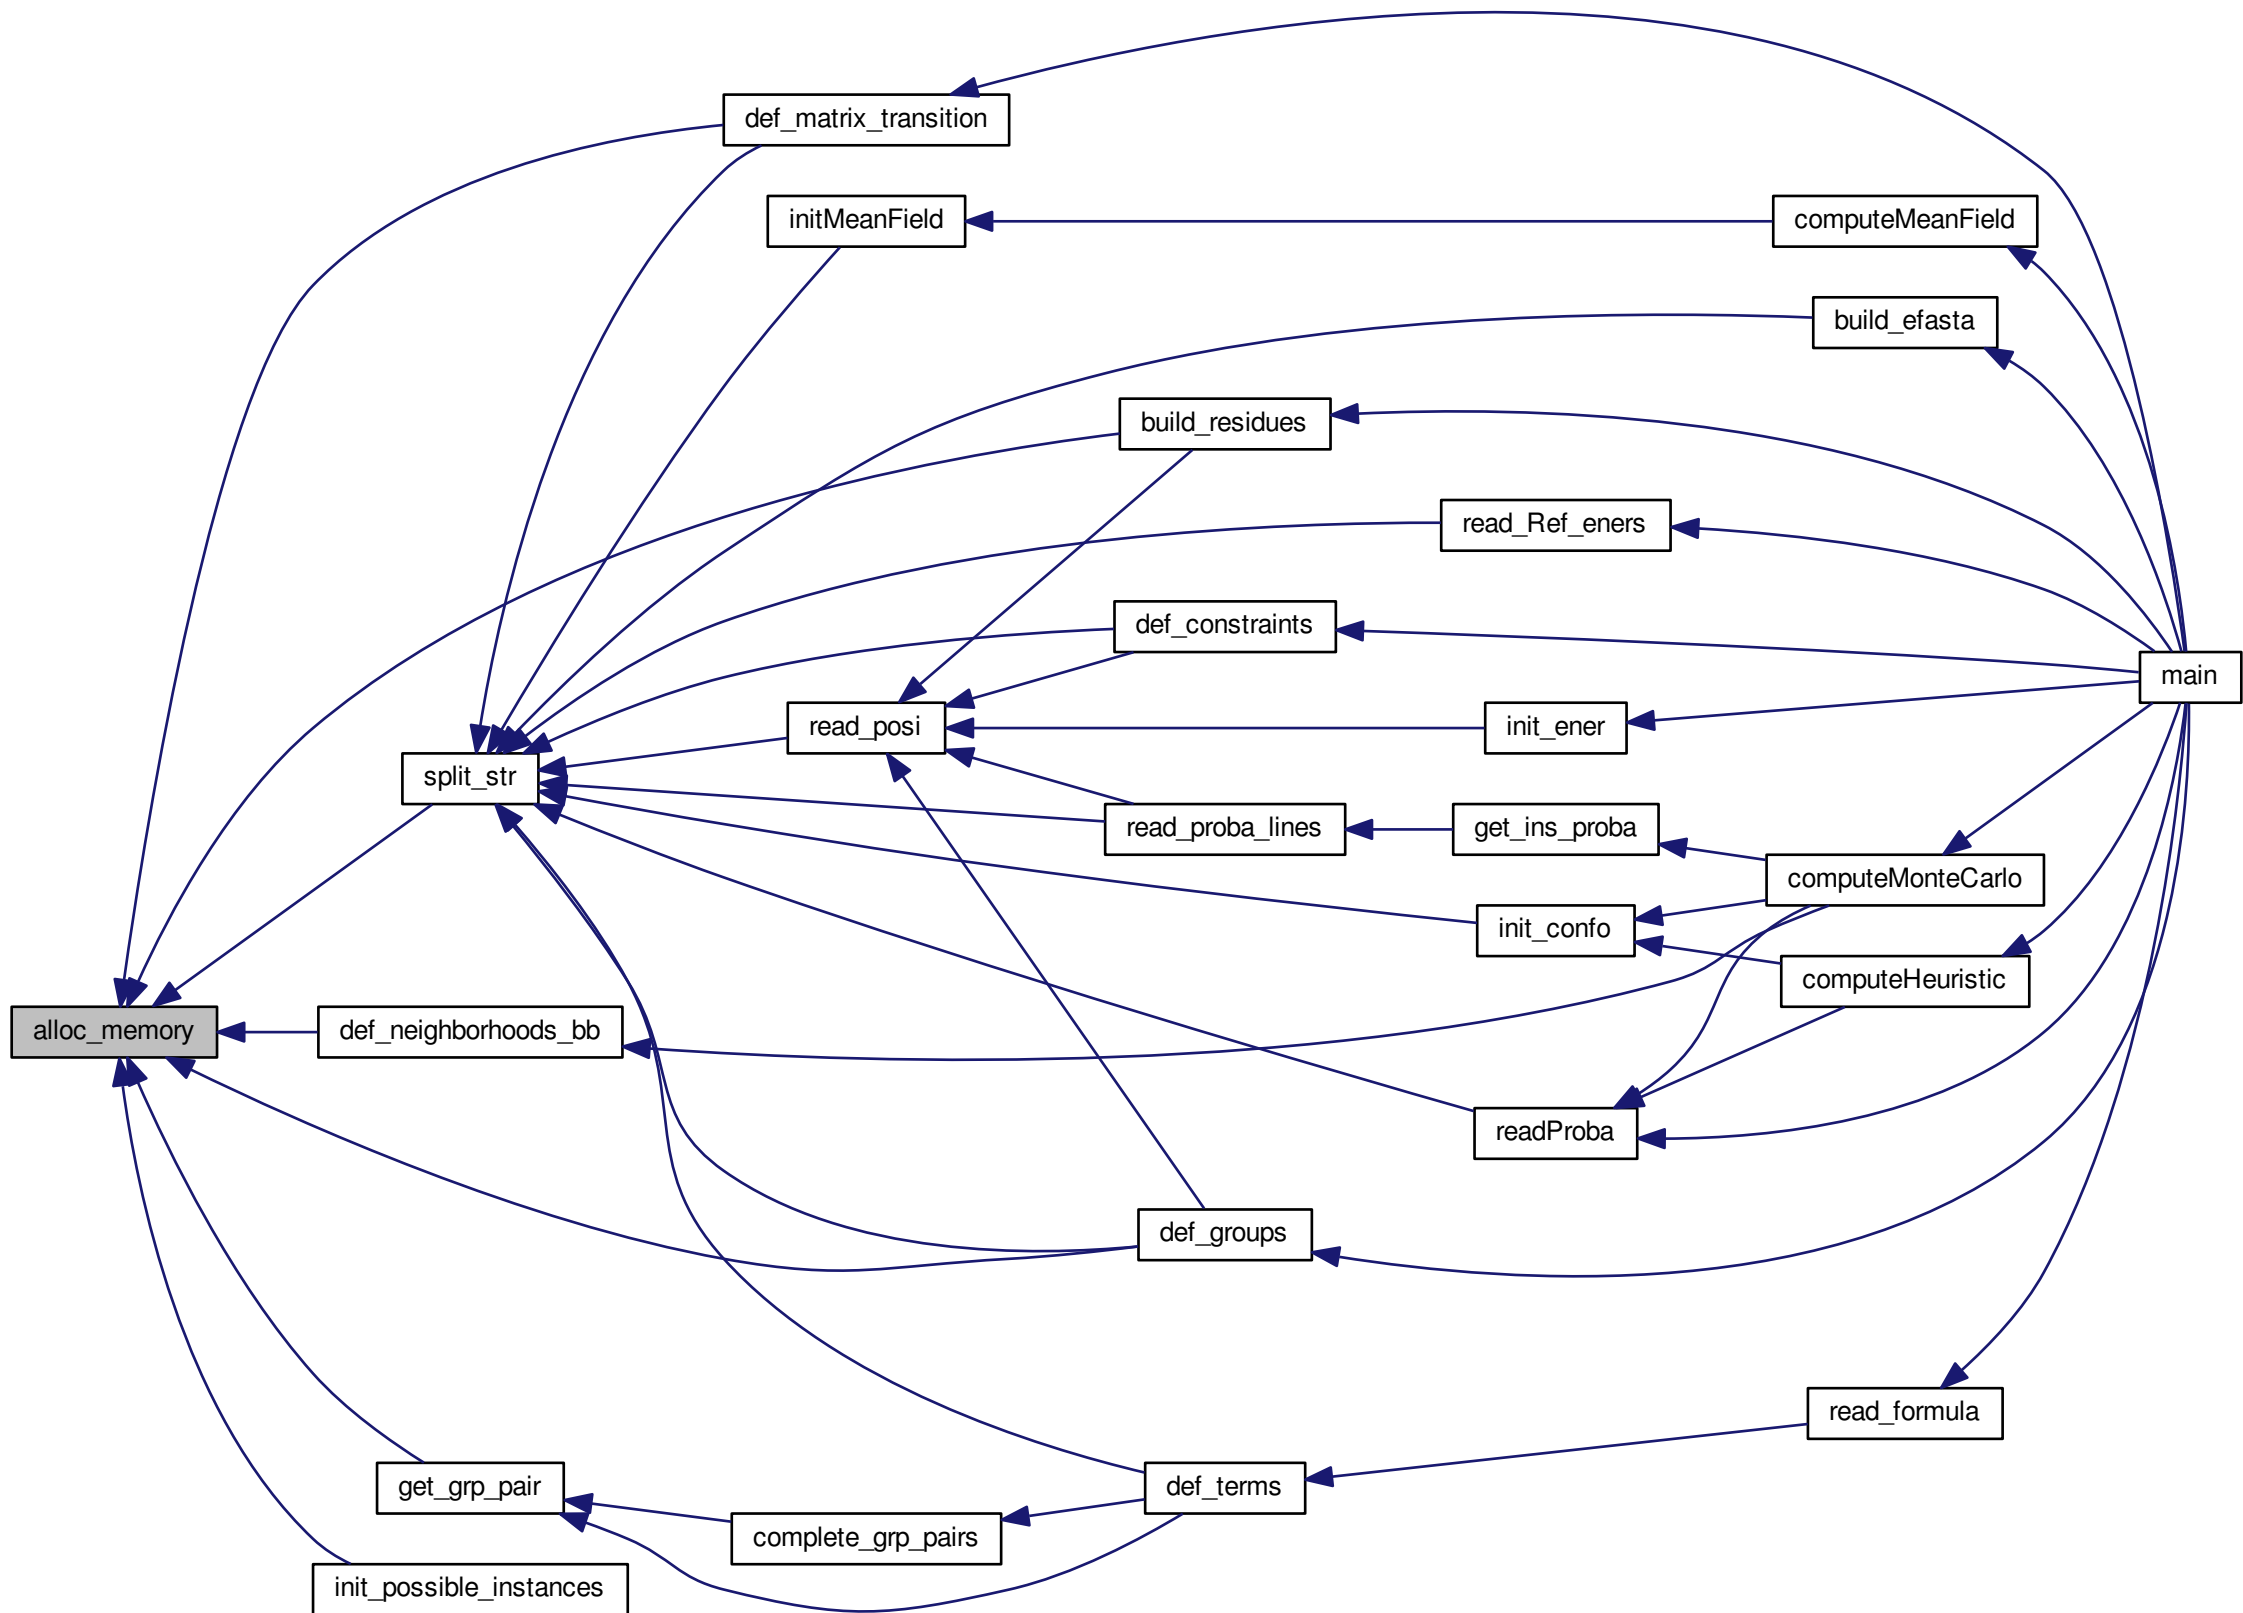 def_matrix_transition
initMeanField
computeMeanField
build_efasta
build_residues
read_Ref_eners
def_constraints
main
read_posi
init_ener
split_str
read_proba_lines
get_ins_proba
computeMonteCarlo
init_confo
computeHeuristic
alloc_memory
def_neighborhoods_bb
readProba
def_groups
read_formula
get_grp_pair
def_terms
complete_grp_pairs
init_possible_instances